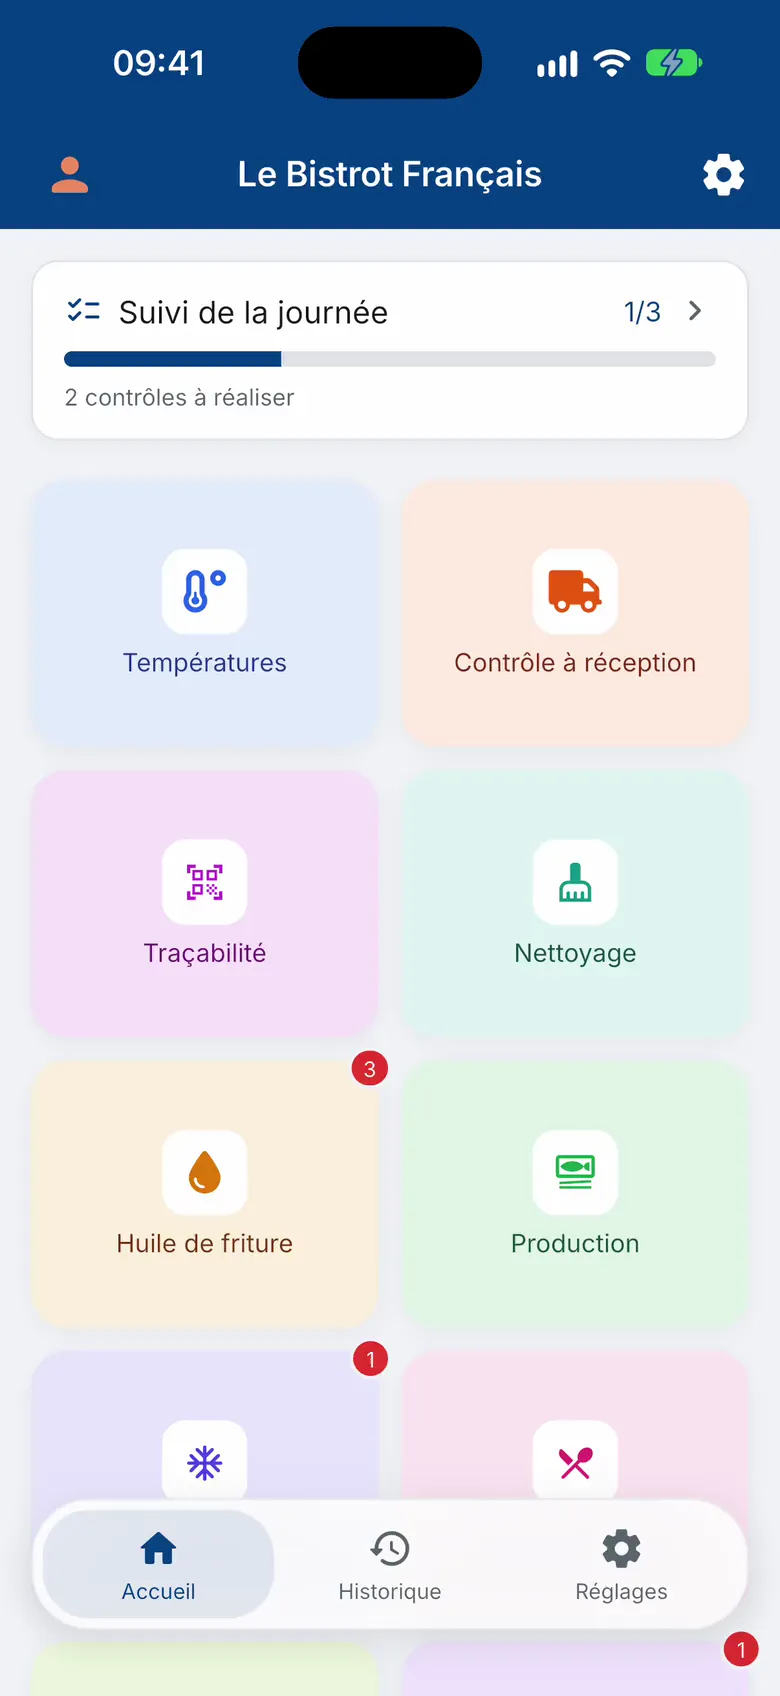 09:41
Le Bistrot Français
Suivi de la journée
1/3
2 contrôles à réaliser
Températures
Contrôle à réception
Traçabilité
Nettoyage
3
Huile de friture
Production
1
Accueil
Historique
Réglages
1